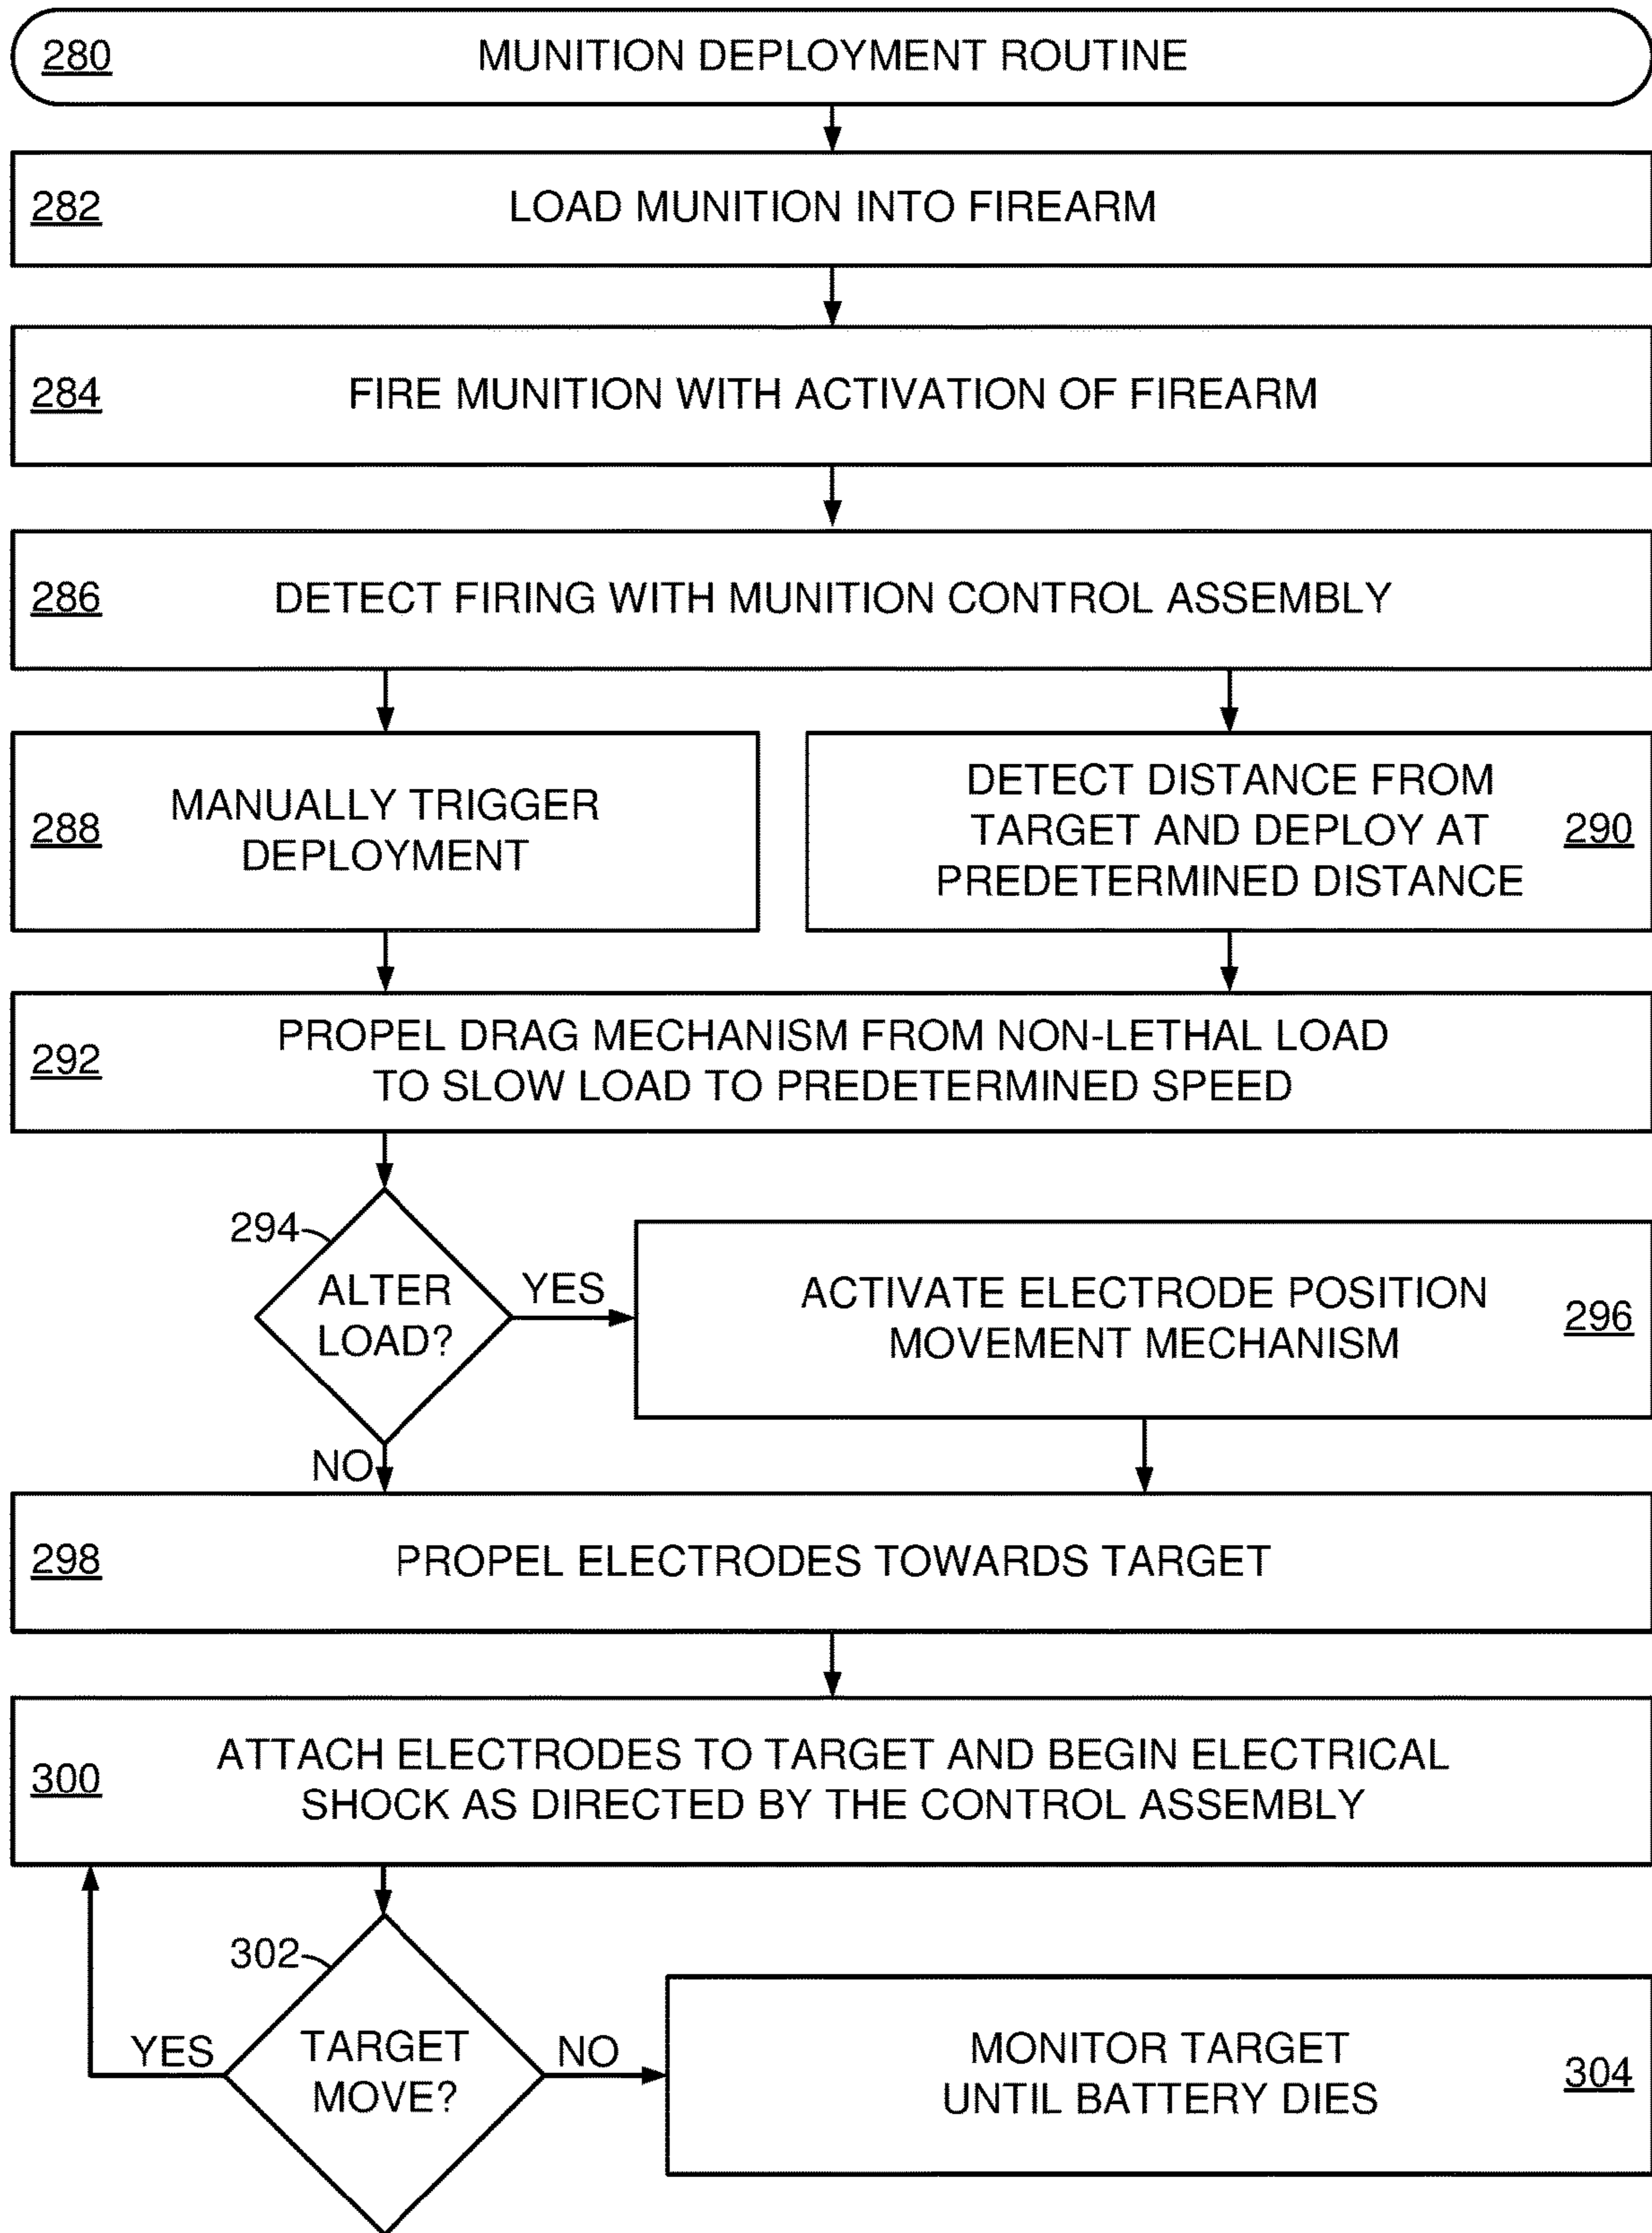 280 MUNITION DEPLOYMENT ROUTINE
282 LOAD MUNITION INTO FIREARM
284 FIRE MUNITION WITH ACTIVATION OF FIREARM
286 DETECT FIRING WITH MUNITION CONTROL ASSEMBLY
288
MANUALLY TRIGGER
DEPLOYMENT
DETECT DISTANCE FROM
TARGET AND DEPLOY AT
PREDETERMINED DISTANCE
290
292
PROPEL DRAG MECHANISM FROM NON-LETHAL LOAD
TO SLOW LOAD TO PREDETERMINED SPEED
294
ALTER
LOAD?
YES
ACTIVATE ELECTRODE POSITION
MOVEMENT MECHANISM
296
NO
298 PROPEL ELECTRODES TOWARDS TARGET
300
ATTACH ELECTRODES TO TARGET AND BEGIN ELECTRICAL
SHOCK AS DIRECTED BY THE CONTROL ASSEMBLY
302
YES
TARGET
MOVE?
NO
MONITOR TARGET
UNTIL BATTERY DIES
304